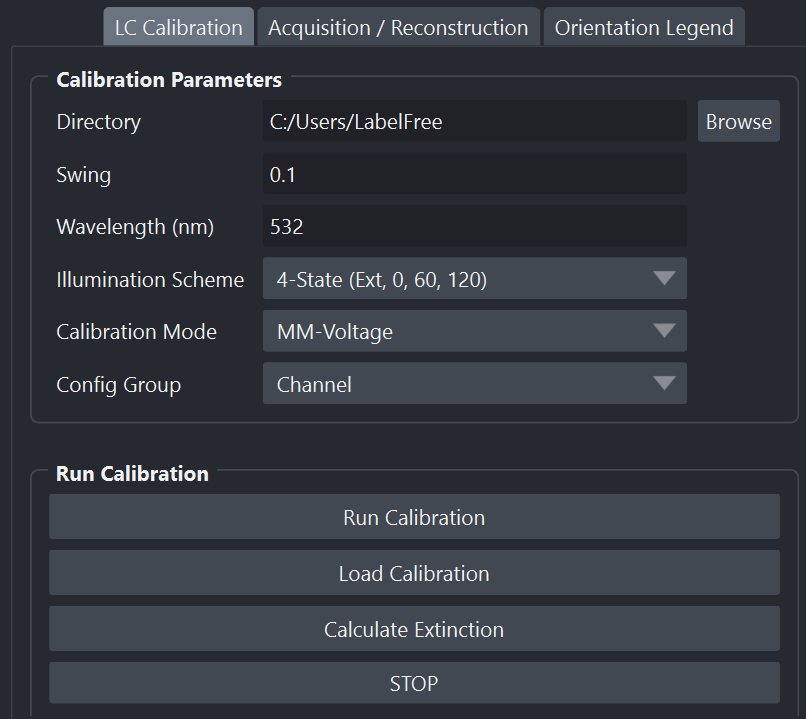 LC Calibration Acquisition / Reconstruction Orientation Legend
Calibration Parameters
Directory C:/Users/LabelFree Browse
Swing 0.1
Wavelength (nm) 532
Illumination Scheme 4-State (Ext, 0, 60, 120)
Calibration Mode MM-Voltage
Config Group Channel
Run Calibration
Run Calibration
Load Calibration
Calculate Extinction
STOP